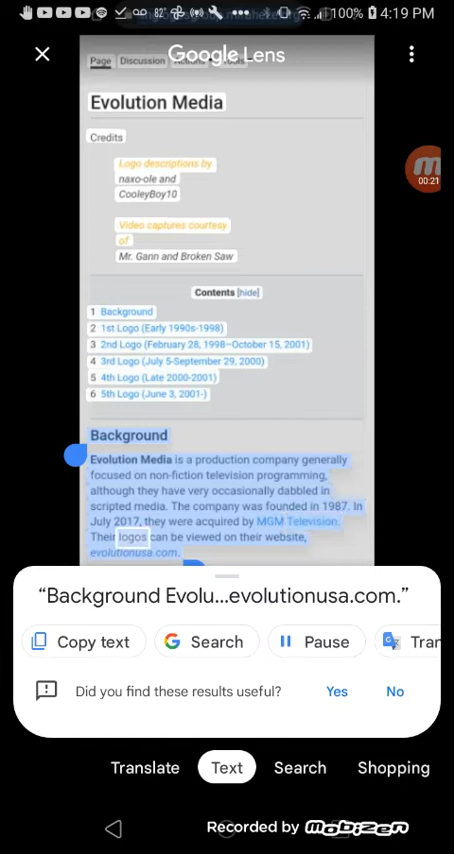 82°
100% 4:19 PM
Google Lens
Page Discussion
Evolution Media
00:21
Credits
Logo descriptions by
naxo-ole and
CooleyBoy10
Video captures courtesy
of
Mr. Gann and Broken Saw
Contents [hide]
1 Background
2 1st Logo (Early 1990s-1998)
3 2nd Logo (February 28, 1998–October 15, 2001)
4 3rd Logo (July 5-September 29, 2000)
5 4th Logo (Late 2000-2001)
6 5th Logo (June 3, 2001-)
Background
Evolution Media is a production company generally
focused on non-fiction television programming,
although they have very occasionally dabbled in
scripted media. The company was founded in 1987. In
July 2017, they were acquired by MGM Television.
Their logos can be viewed on their website,
evolutionusa.com.
“Background Evolu...evolutionusa.com.”
Copy text Search Pause Tran
Did you find these results useful? Yes No
Translate Text Search Shopping
Recorded by Mobizen